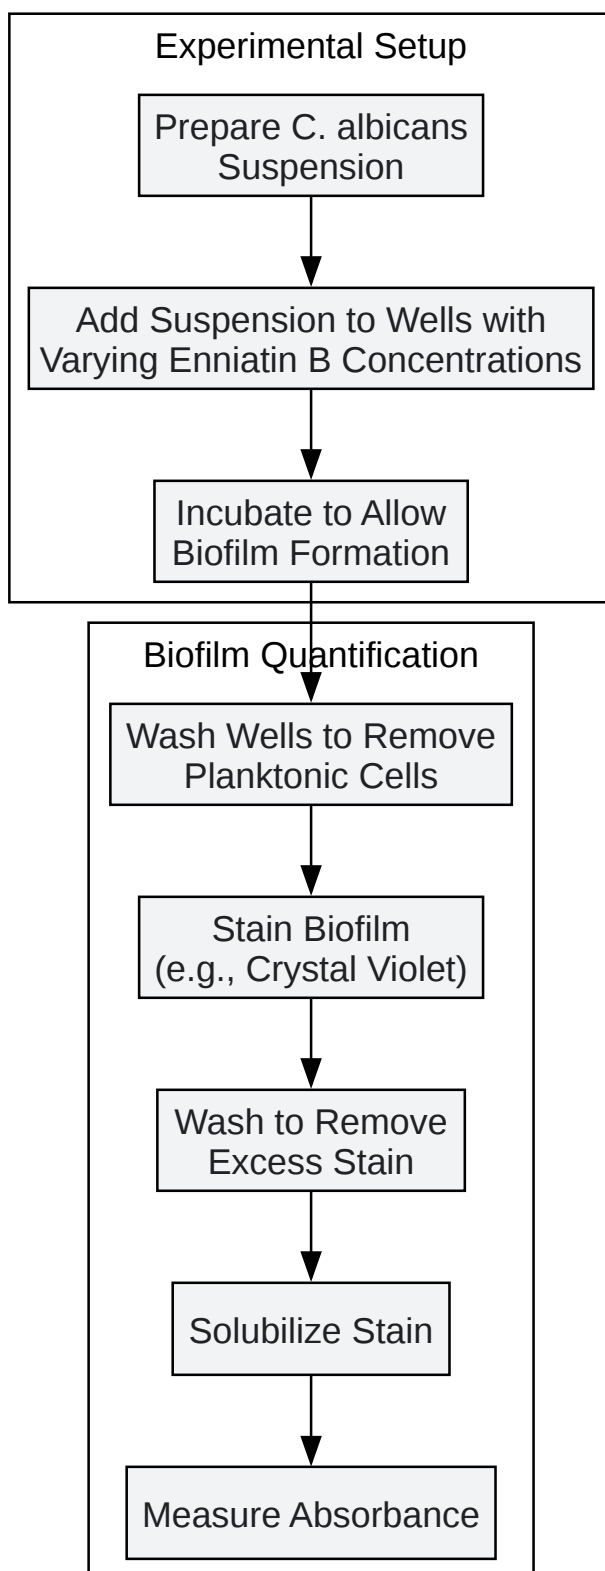 Experimental Setup
Prepare C. albicans
Suspension
Add Suspension to Wells with
Varying Enniatin B Concentrations
Incubate to Allow
Biofilm Formation
Biofilm Quantification
Wash Wells to Remove
Planktonic Cells
Stain Biofilm
(e.g., Crystal Violet)
Wash to Remove
Excess Stain
Solubilize Stain
Measure Absorbance